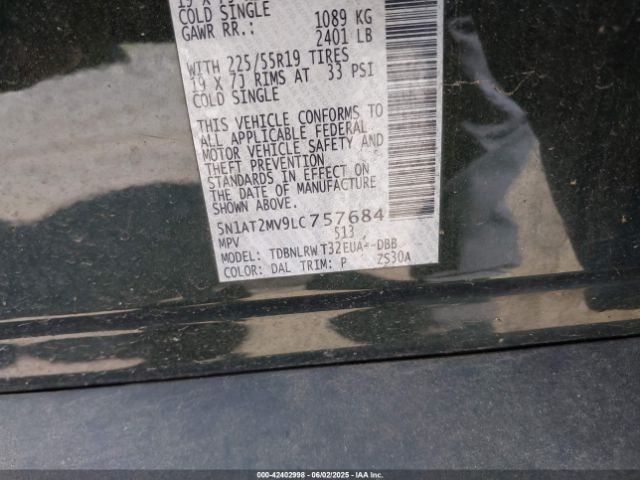 COLD SINGLE
GAWR RR.: 1089 KG
2401 LB
WITH 225/55R19 TIRES
19 X 7J RIMS AT 33 PSI
COLD SINGLE
THIS VEHICLE CONFORMS TO
ALL APPLICABLE FEDERAL
MOTOR VEHICLE SAFETY AND
THEFT PREVENTION
STANDARDS IN EFFECT ON
THE DATE OF MANUFACTURE
SHOWN ABOVE.
5N1AT2MV9LC757684
MPV 513
MODEL: TDBNLRWT32EUA--DBB
COLOR: DAL TRIM: P ZS30A
000-42402998 - 06/02/2025 - IAA Inc.